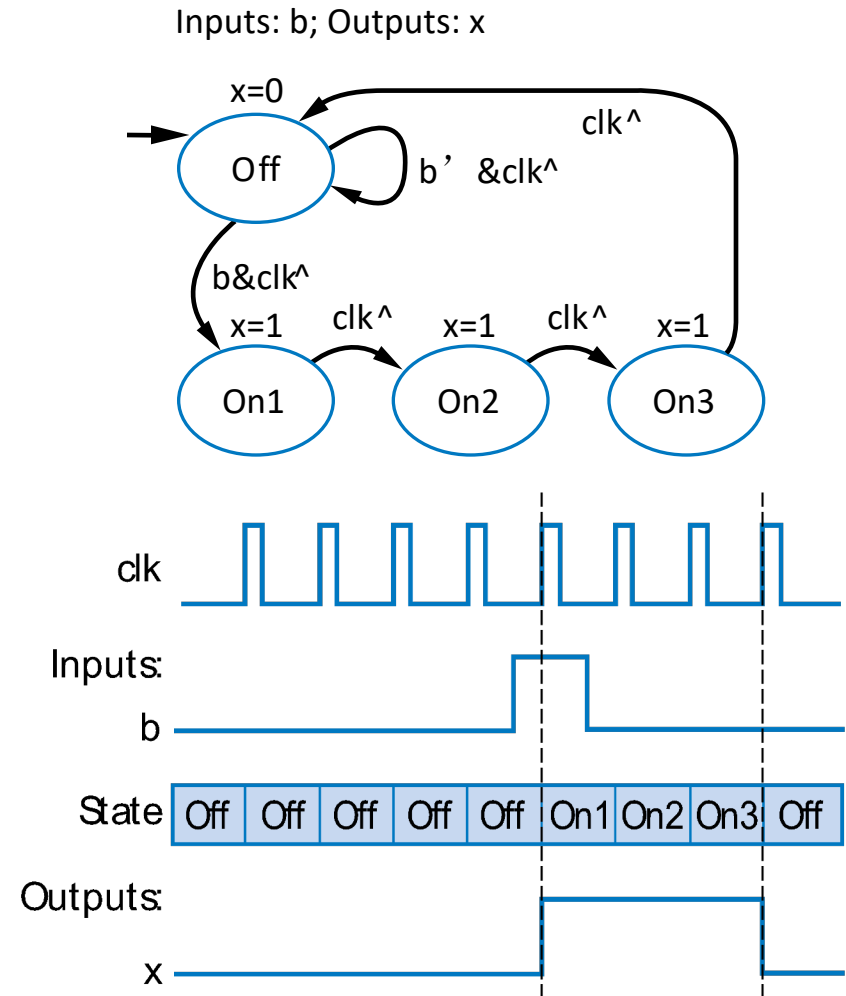 Inputs: b; Outputs: x
x=0
clk^
Off
b’ &clk^
b&clk^
x=1
clk^
x=1
clk^
x=1
On1
On2
On3
clk
Inputs:
b
State Off Off Off Off Off On1 On2 On3 Off
Outputs:
x